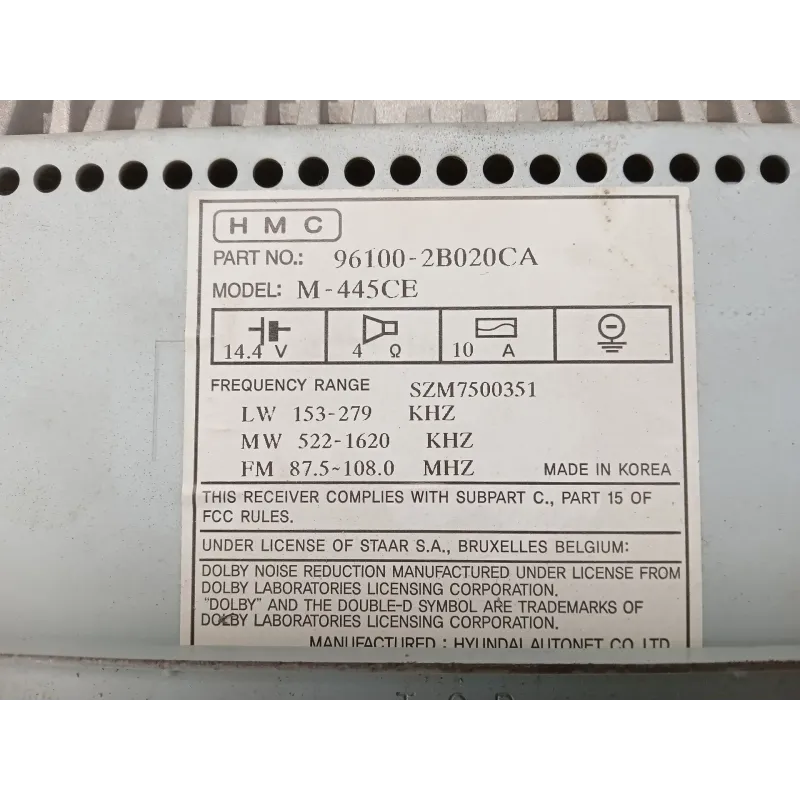 HMC
PART NO.: 96100-2B020CA
MODEL: M-445CE
14.4 V 4 Ω 10 A
FREQUENCY RANGE SZM7500351
LW 153-279 KHZ
MW 522-1620 KHZ
FM 87.5~108.0 MHZ MADE IN KOREA
THIS RECEIVER COMPLIES WITH SUBPART C., PART 15 OF
FCC RULES.
UNDER LICENSE OF STAAR S.A., BRUXELLES BELGIUM:
DOLBY NOISE REDUCTION MANUFACTURED UNDER LICENSE FROM
DOLBY LABORATORIES LICENSING CORPORATION.
"DOLBY" AND THE DOUBLE-D SYMBOL ARE TRADEMARKS OF
DOLBY LABORATORIES LICENSING CORPORATION.
MANUFACTURED : HYUNDAI AUTONET CO. LTD